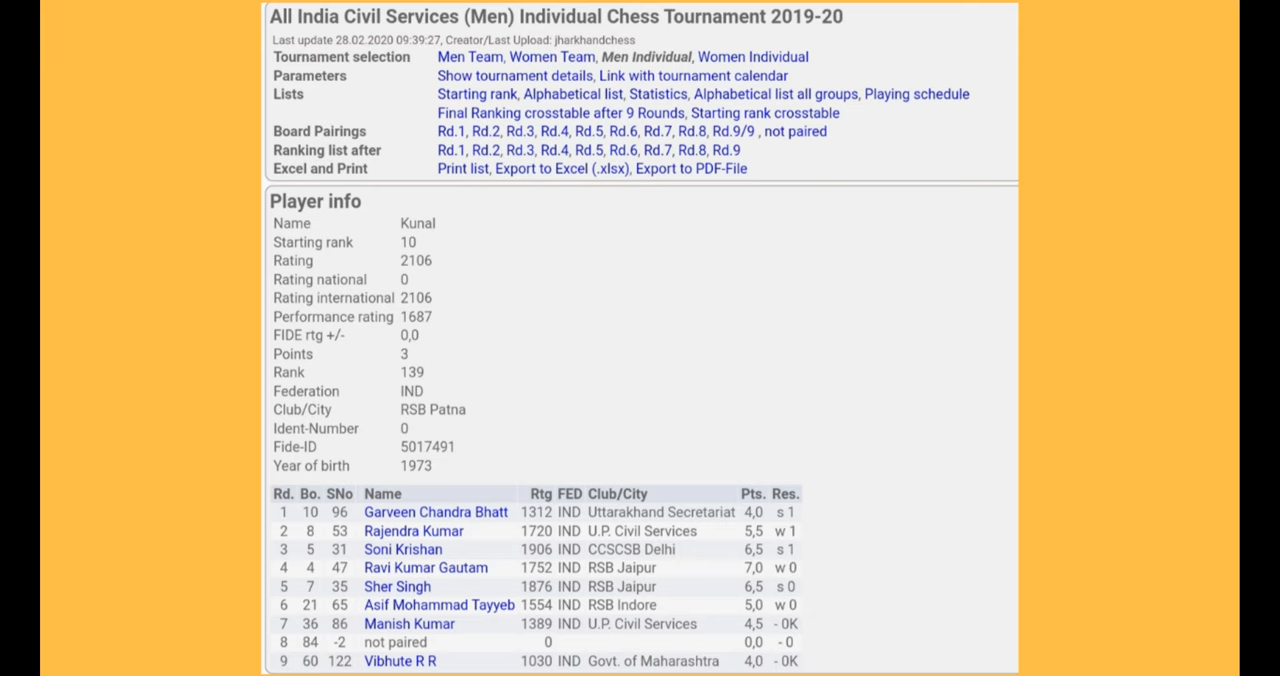 All India Civil Services (Men) Individual Chess Tournament 2019-20
Last update 28.02.2020 09:39:27, Creator/Last Upload: jharkhandchess
Tournament selection Men Team, Women Team, Men Individual, Women Individual
Parameters Show tournament details, Link with tournament calendar
Lists Starting rank, Alphabetical list, Statistics, Alphabetical list all groups, Playing schedule
Final Ranking crosstable after 9 Rounds, Starting rank crosstable
Board Pairings Rd.1, Rd.2, Rd.3, Rd.4, Rd.5, Rd.6, Rd.7, Rd.8, Rd.9/9 , not paired
Ranking list after Rd.1, Rd.2, Rd.3, Rd.4, Rd.5, Rd.6, Rd.7, Rd.8, Rd.9
Excel and Print Print list, Export to Excel (.xlsx), Export to PDF-File
Player info
Name Kunal
Starting rank 10
Rating 2106
Rating national 0
Rating international 2106
Performance rating 1687
FIDE rtg +/- 0,0
Points 3
Rank 139
Federation IND
Club/City RSB Patna
Ident-Number 0
Fide-ID 5017491
Year of birth 1973
Rd. Bo. SNo Name Rtg FED Club/City Pts. Res.
1 10 96 Garveen Chandra Bhatt 1312 IND Uttarakhand Secretariat 4,0 s 1
2 8 53 Rajendra Kumar 1720 IND U.P. Civil Services 5,5 w 1
3 5 31 Soni Krishan 1906 IND CCSCSB Delhi 6,5 s 1
4 4 47 Ravi Kumar Gautam 1752 IND RSB Jaipur 7,0 w 0
5 7 35 Sher Singh 1876 IND RSB Jaipur 6,5 s 0
6 21 65 Asif Mohammad Tayyeb 1554 IND RSB Indore 5,0 w 0
7 36 86 Manish Kumar 1389 IND U.P. Civil Services 4,5 - 0K
8 84 -2 not paired 0 0,0 - 0
9 60 122 Vibhute R R 1030 IND Govt. of Maharashtra 4,0 - 0K